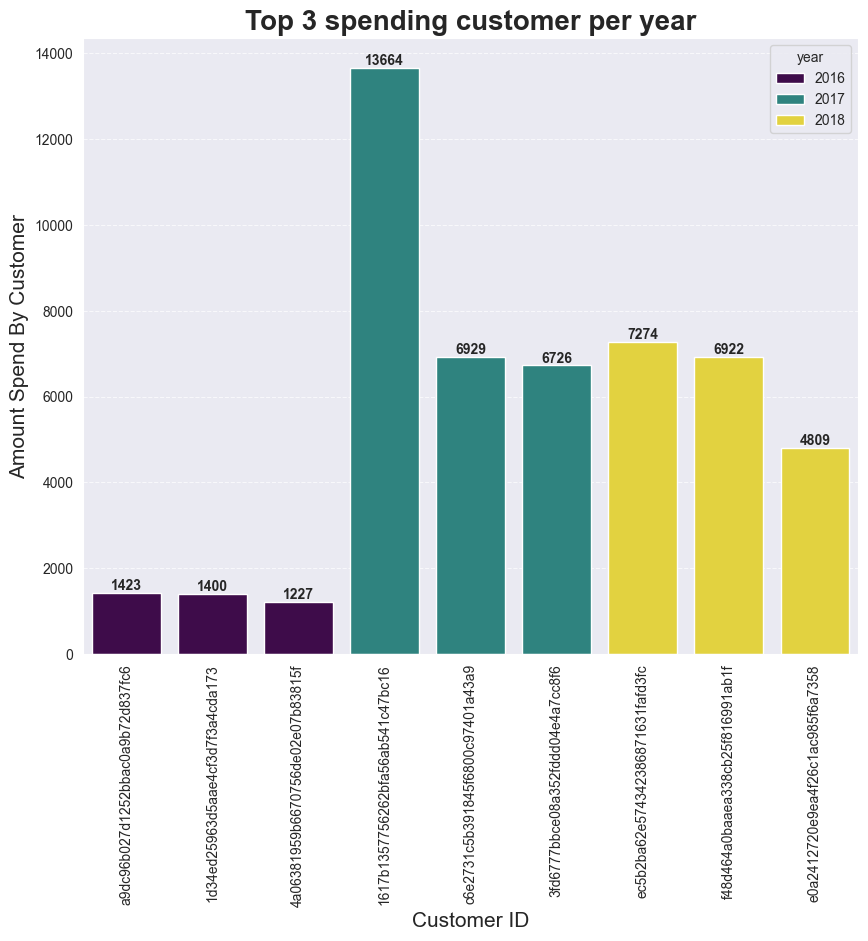 Top 3 spending customer per year
Amount Spend By Customer
14000
12000
10000
8000
6000
4000
2000
0
year
2016
2017
2018
1423
1400
1227
13664
6929
6726
7274
6922
4809
a9dc96b027d1252bbac0a9b72d837fc6
1d34ed25963d5aae4cf3d7f3a4cda173
4a06381959b6670756de02e07b83815f
1617b1357756262bfa56ab541c47bc16
c6e2731c5b391845f6800c97401a43a9
3fd6777bbce08a352fddd04e4a7cc8f6
ec5b2ba62e574342386871631fafd3fc
f48d464a0baaea338cb25f816991ab1f
e0a2412720e9ea4f26c1ac985f6a7358
Customer ID